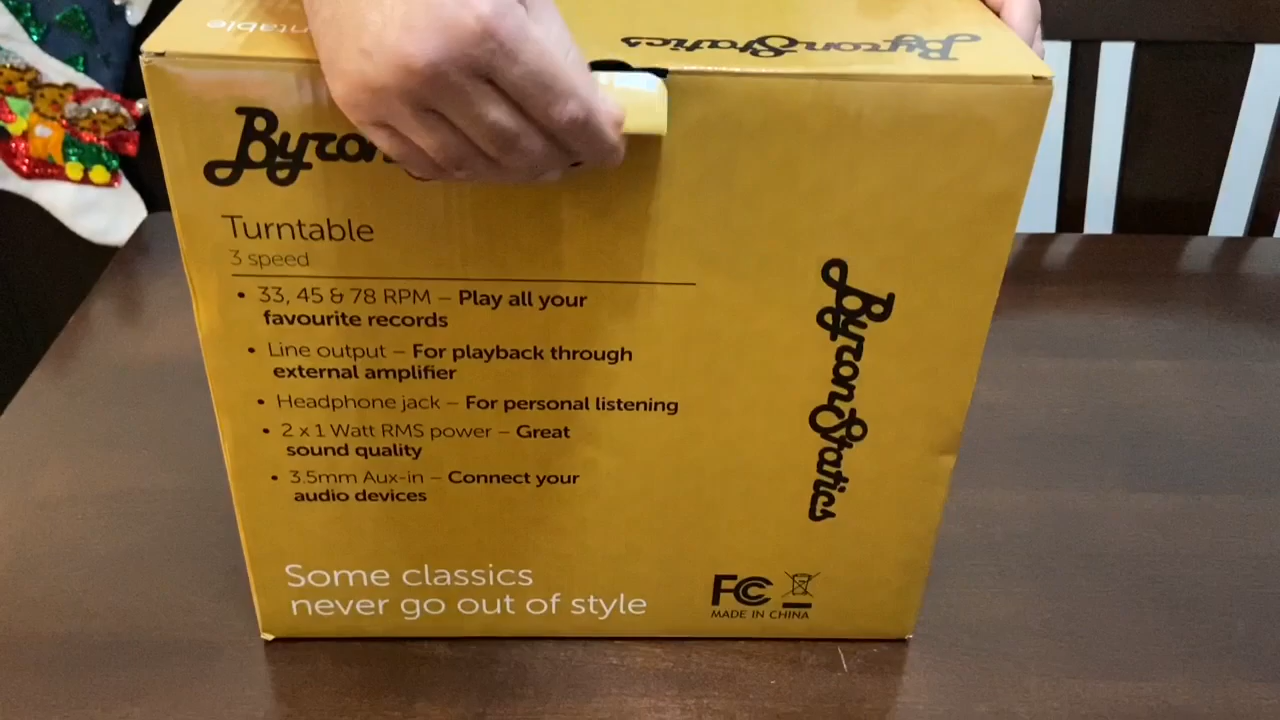 ByronStatics
Byron
Turntable
3 speed
• 33, 45 & 78 RPM – Play all your
favourite records
• Line output – For playback through
external amplifier
• Headphone jack – For personal listening
• 2 x 1 Watt RMS power – Great
sound quality
• 3.5mm Aux-in – Connect your
audio devices
ByronStatics
Some classics
never go out of style
FC
MADE IN CHINA